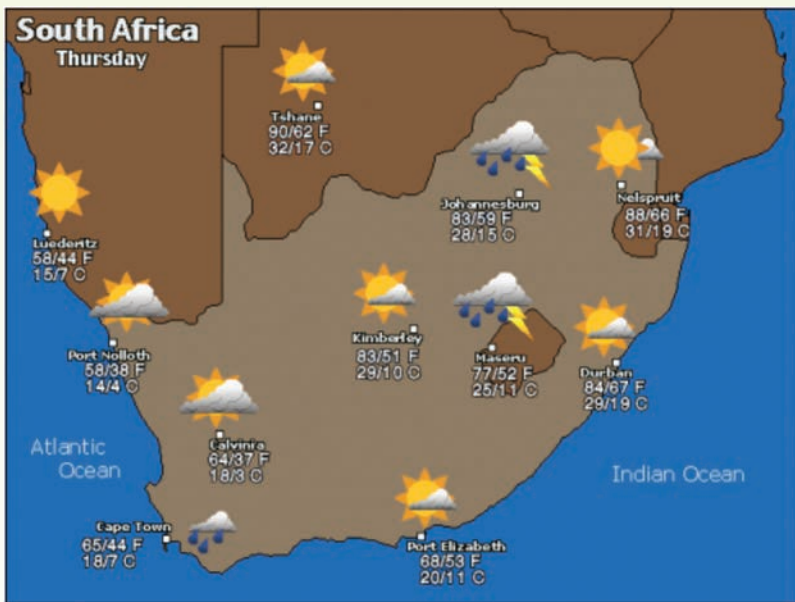 South Africa
Thursday
Tshane
90/62 F
32/17 C
Johannesburg
83/59 F
28/15 C
Nelspruit
88/66 F
31/19 C
Luederitz
58/44 F
15/7 C
Port Nolloth
58/38 F
14/4 C
Kimberley
83/51 F
29/10 C
Maseru
77/52 F
25/11 C
Durban
84/67 F
29/19 C
Calvinia
64/37 F
18/3 C
Atlantic
Ocean
Indian Ocean
Cape Town
65/44 F
18/7 C
Port Elizabeth
68/53 F
20/11 C